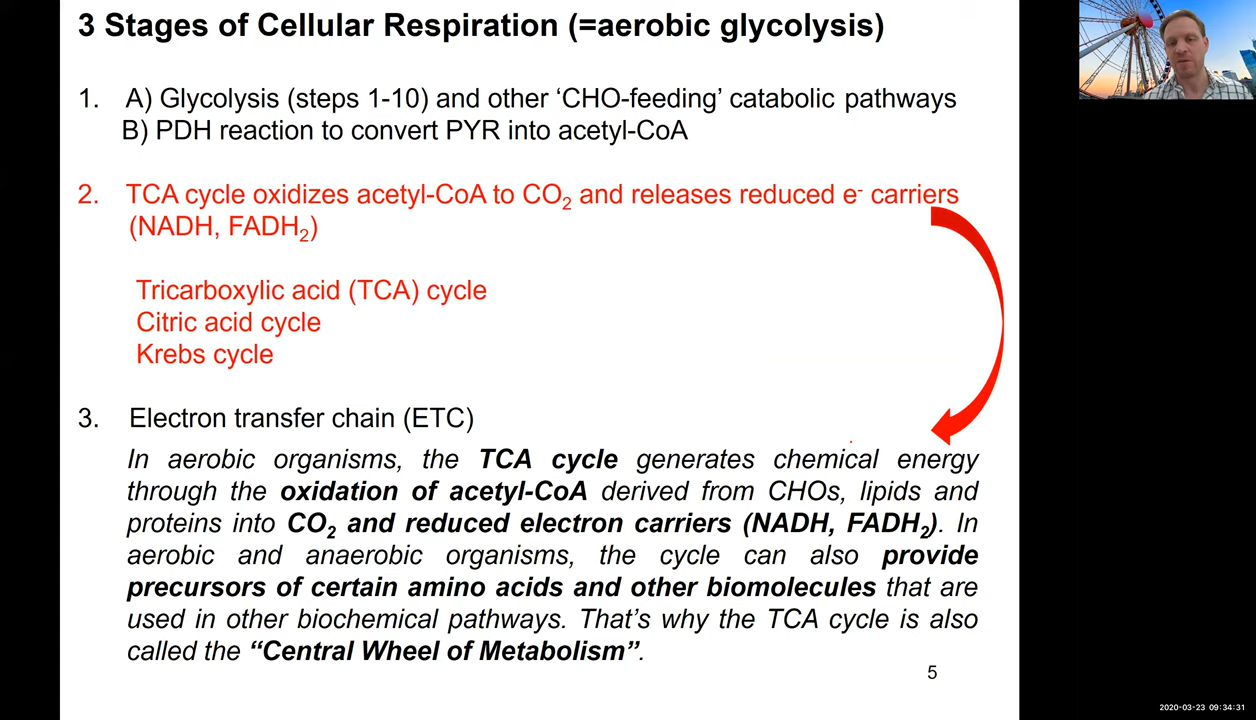 3 Stages of Cellular Respiration (=aerobic glycolysis)
1. A) Glycolysis (steps 1-10) and other ‘CHO-feeding’ catabolic pathways
B) PDH reaction to convert PYR into acetyl-CoA
2. TCA cycle oxidizes acetyl-CoA to CO₂ and releases reduced e⁻ carriers
(NADH, FADH₂)
Tricarboxylic acid (TCA) cycle
Citric acid cycle
Krebs cycle
3. Electron transfer chain (ETC)
In aerobic organisms, the TCA cycle generates chemical energy
through the oxidation of acetyl-CoA derived from CHOs, lipids and
proteins into CO₂ and reduced electron carriers (NADH, FADH₂). In
aerobic and anaerobic organisms, the cycle can also provide
precursors of certain amino acids and other biomolecules that are
used in other biochemical pathways. That’s why the TCA cycle is also
called the “Central Wheel of Metabolism”.
5
2020-03-23 09:34:31